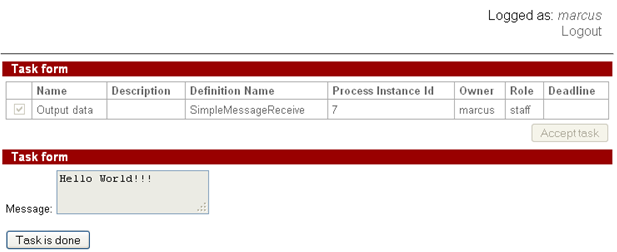 Logged as: marcus
Logout
Task form
Name Description Definition Name Process Instance Id Owner Role Deadline
Output data SimpleMessageReceive 7 marcus staff
Accept task
Task form
Hello World!!!
Message:
Task is done